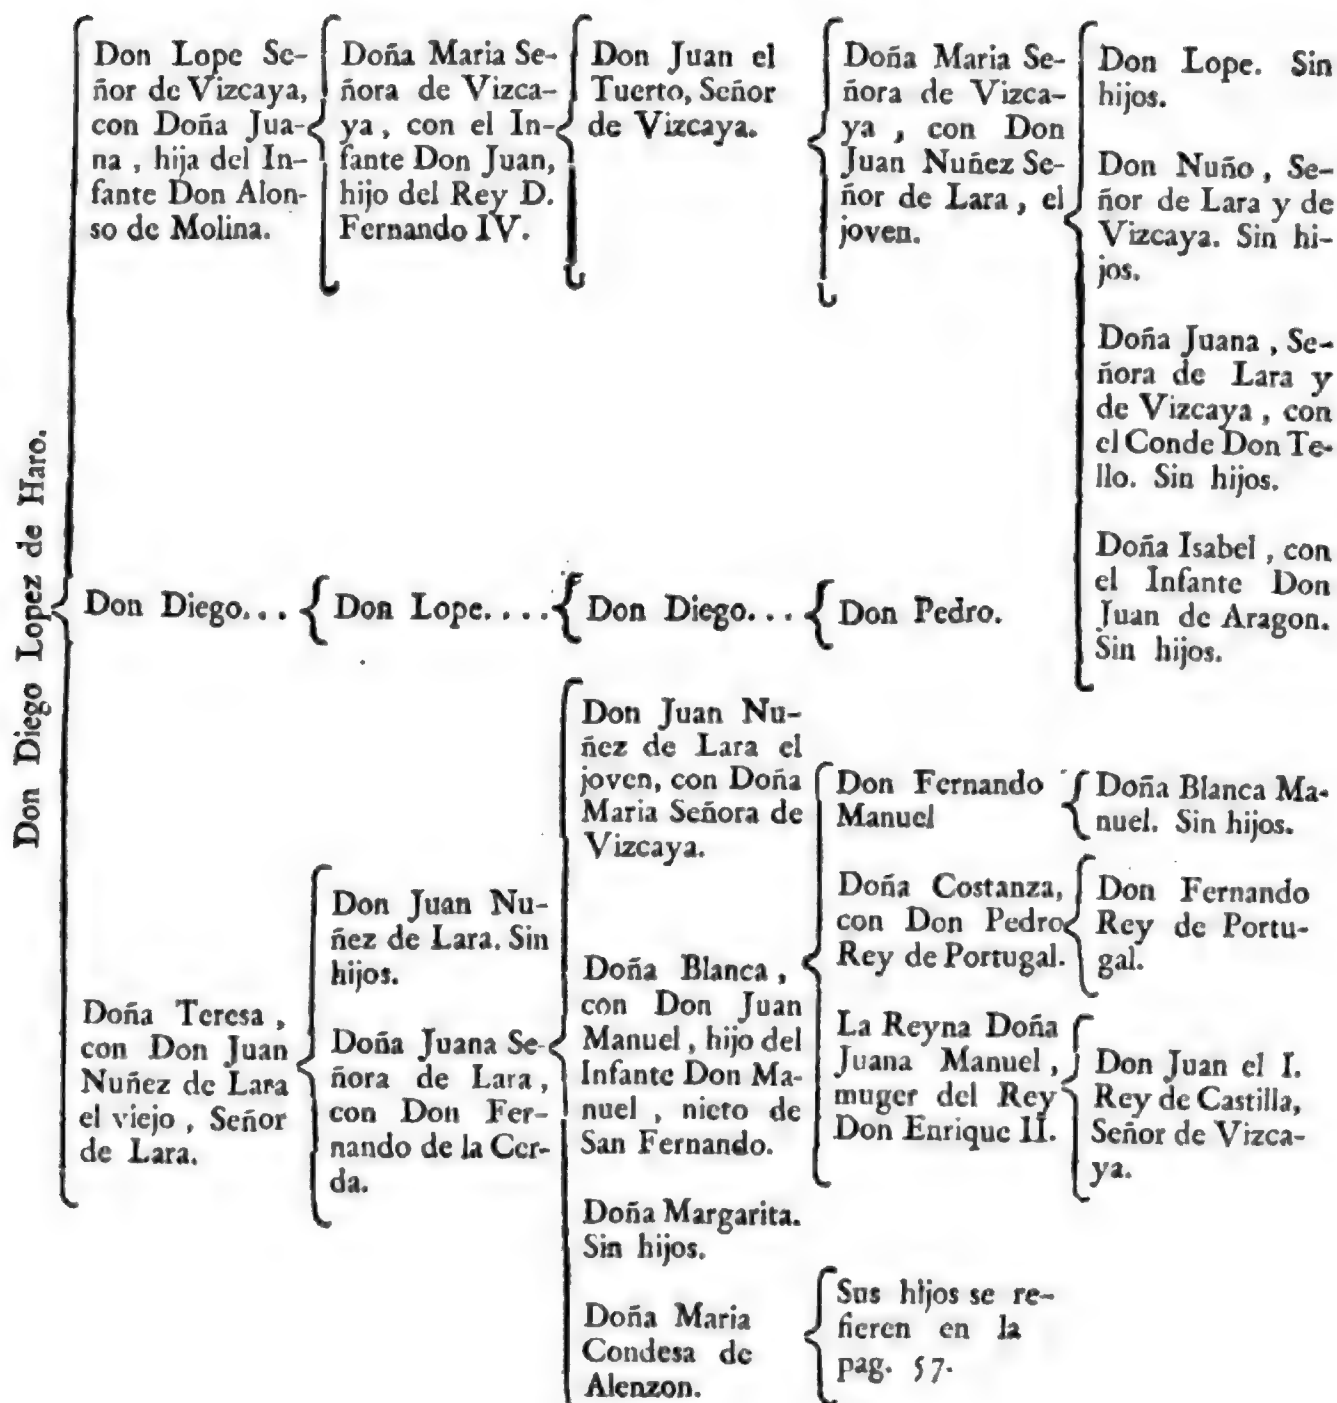 Don Diego Lopez de Haro.
Don Lope Se-
ñor de Vizcaya,
con Doña Jua-
na , hija del In-
fante Don Alon-
so de Molina.
Doña Maria Se-
ñora de Vizca-
ya , con el In-
fante Don Juan,
hijo del Rey D.
Fernando IV.
Don Juan el
Tuerto, Señor
de Vizcaya.
Doña Maria Se-
ñora de Vizca-
ya , con Don
Juan Nuñez Se-
ñor de Lara , el
joven.
Don Lope. Sin
hijos.
Don Nuño , Se-
ñor de Lara y de
Vizcaya. Sin hi-
jos.
Doña Juana , Se-
ñora de Lara y
de Vizcaya , con
el Conde Don Te-
llo. Sin hijos.
Doña Isabel , con
el Infante Don
Juan de Aragon.
Sin hijos.
Don Diego...
Don Lope....
Don Diego...
Don Pedro.
Doña Teresa ,
con Don Juan
Nuñez de Lara
el viejo , Señor
de Lara.
Don Juan Nu-
ñez de Lara. Sin
hijos.
Doña Juana Se-
ñora de Lara ,
con Don Fer-
nando de la Cer-
da.
Don Juan Nu-
ñez de Lara el
joven, con Doña
Maria Señora de
Vizcaya.
Doña Blanca ,
con Don Juan
Manuel , hijo del
Infante Don Ma-
nuel , nieto de
San Fernando.
Doña Margarita.
Sin hijos.
Doña Maria
Condesa de
Alenzon.
Don Fernando
Manuel
Doña Costanza,
con Don Pedro
Rey de Portugal.
La Reyna Doña
Juana Manuel ,
muger del Rey
Don Enrique II.
Sus hijos se re-
fieren en la
pag. 57.
Doña Blanca Ma-
nuel. Sin hijos.
Don Fernando
Rey de Portu-
gal.
Don Juan el I.
Rey de Castilla,
Señor de Vizca-
ya.